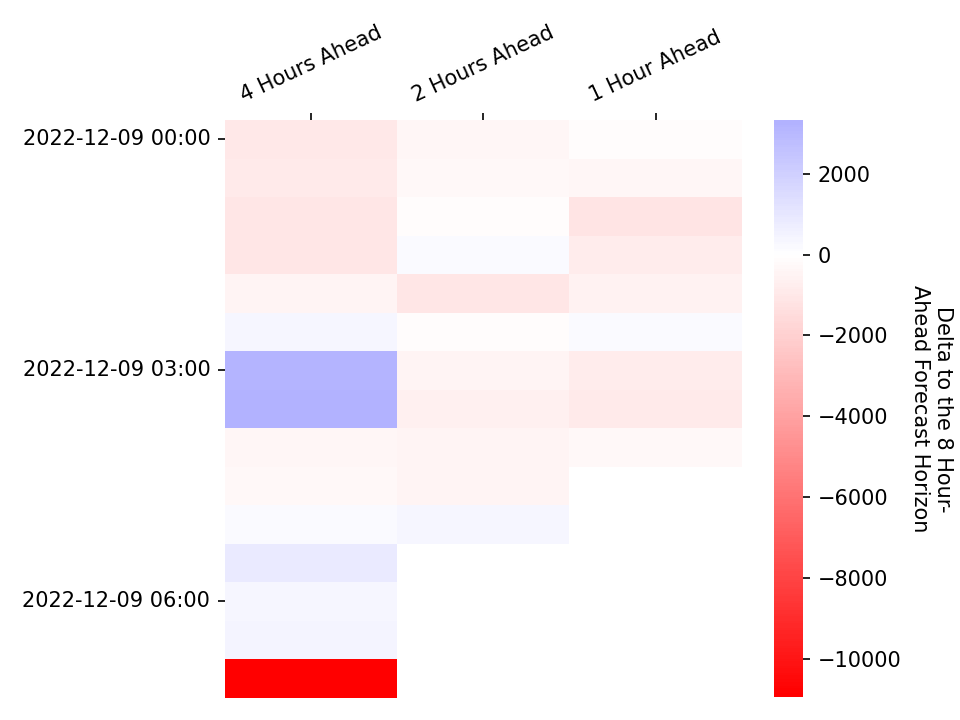 4 Hours Ahead
2 Hours Ahead
1 Hour Ahead
2022-12-09 00:00
2022-12-09 03:00
2022-12-09 06:00
2000
0
−2000
−4000
−6000
−8000
−10000
Delta to the 8 Hour-
Ahead Forecast Horizon